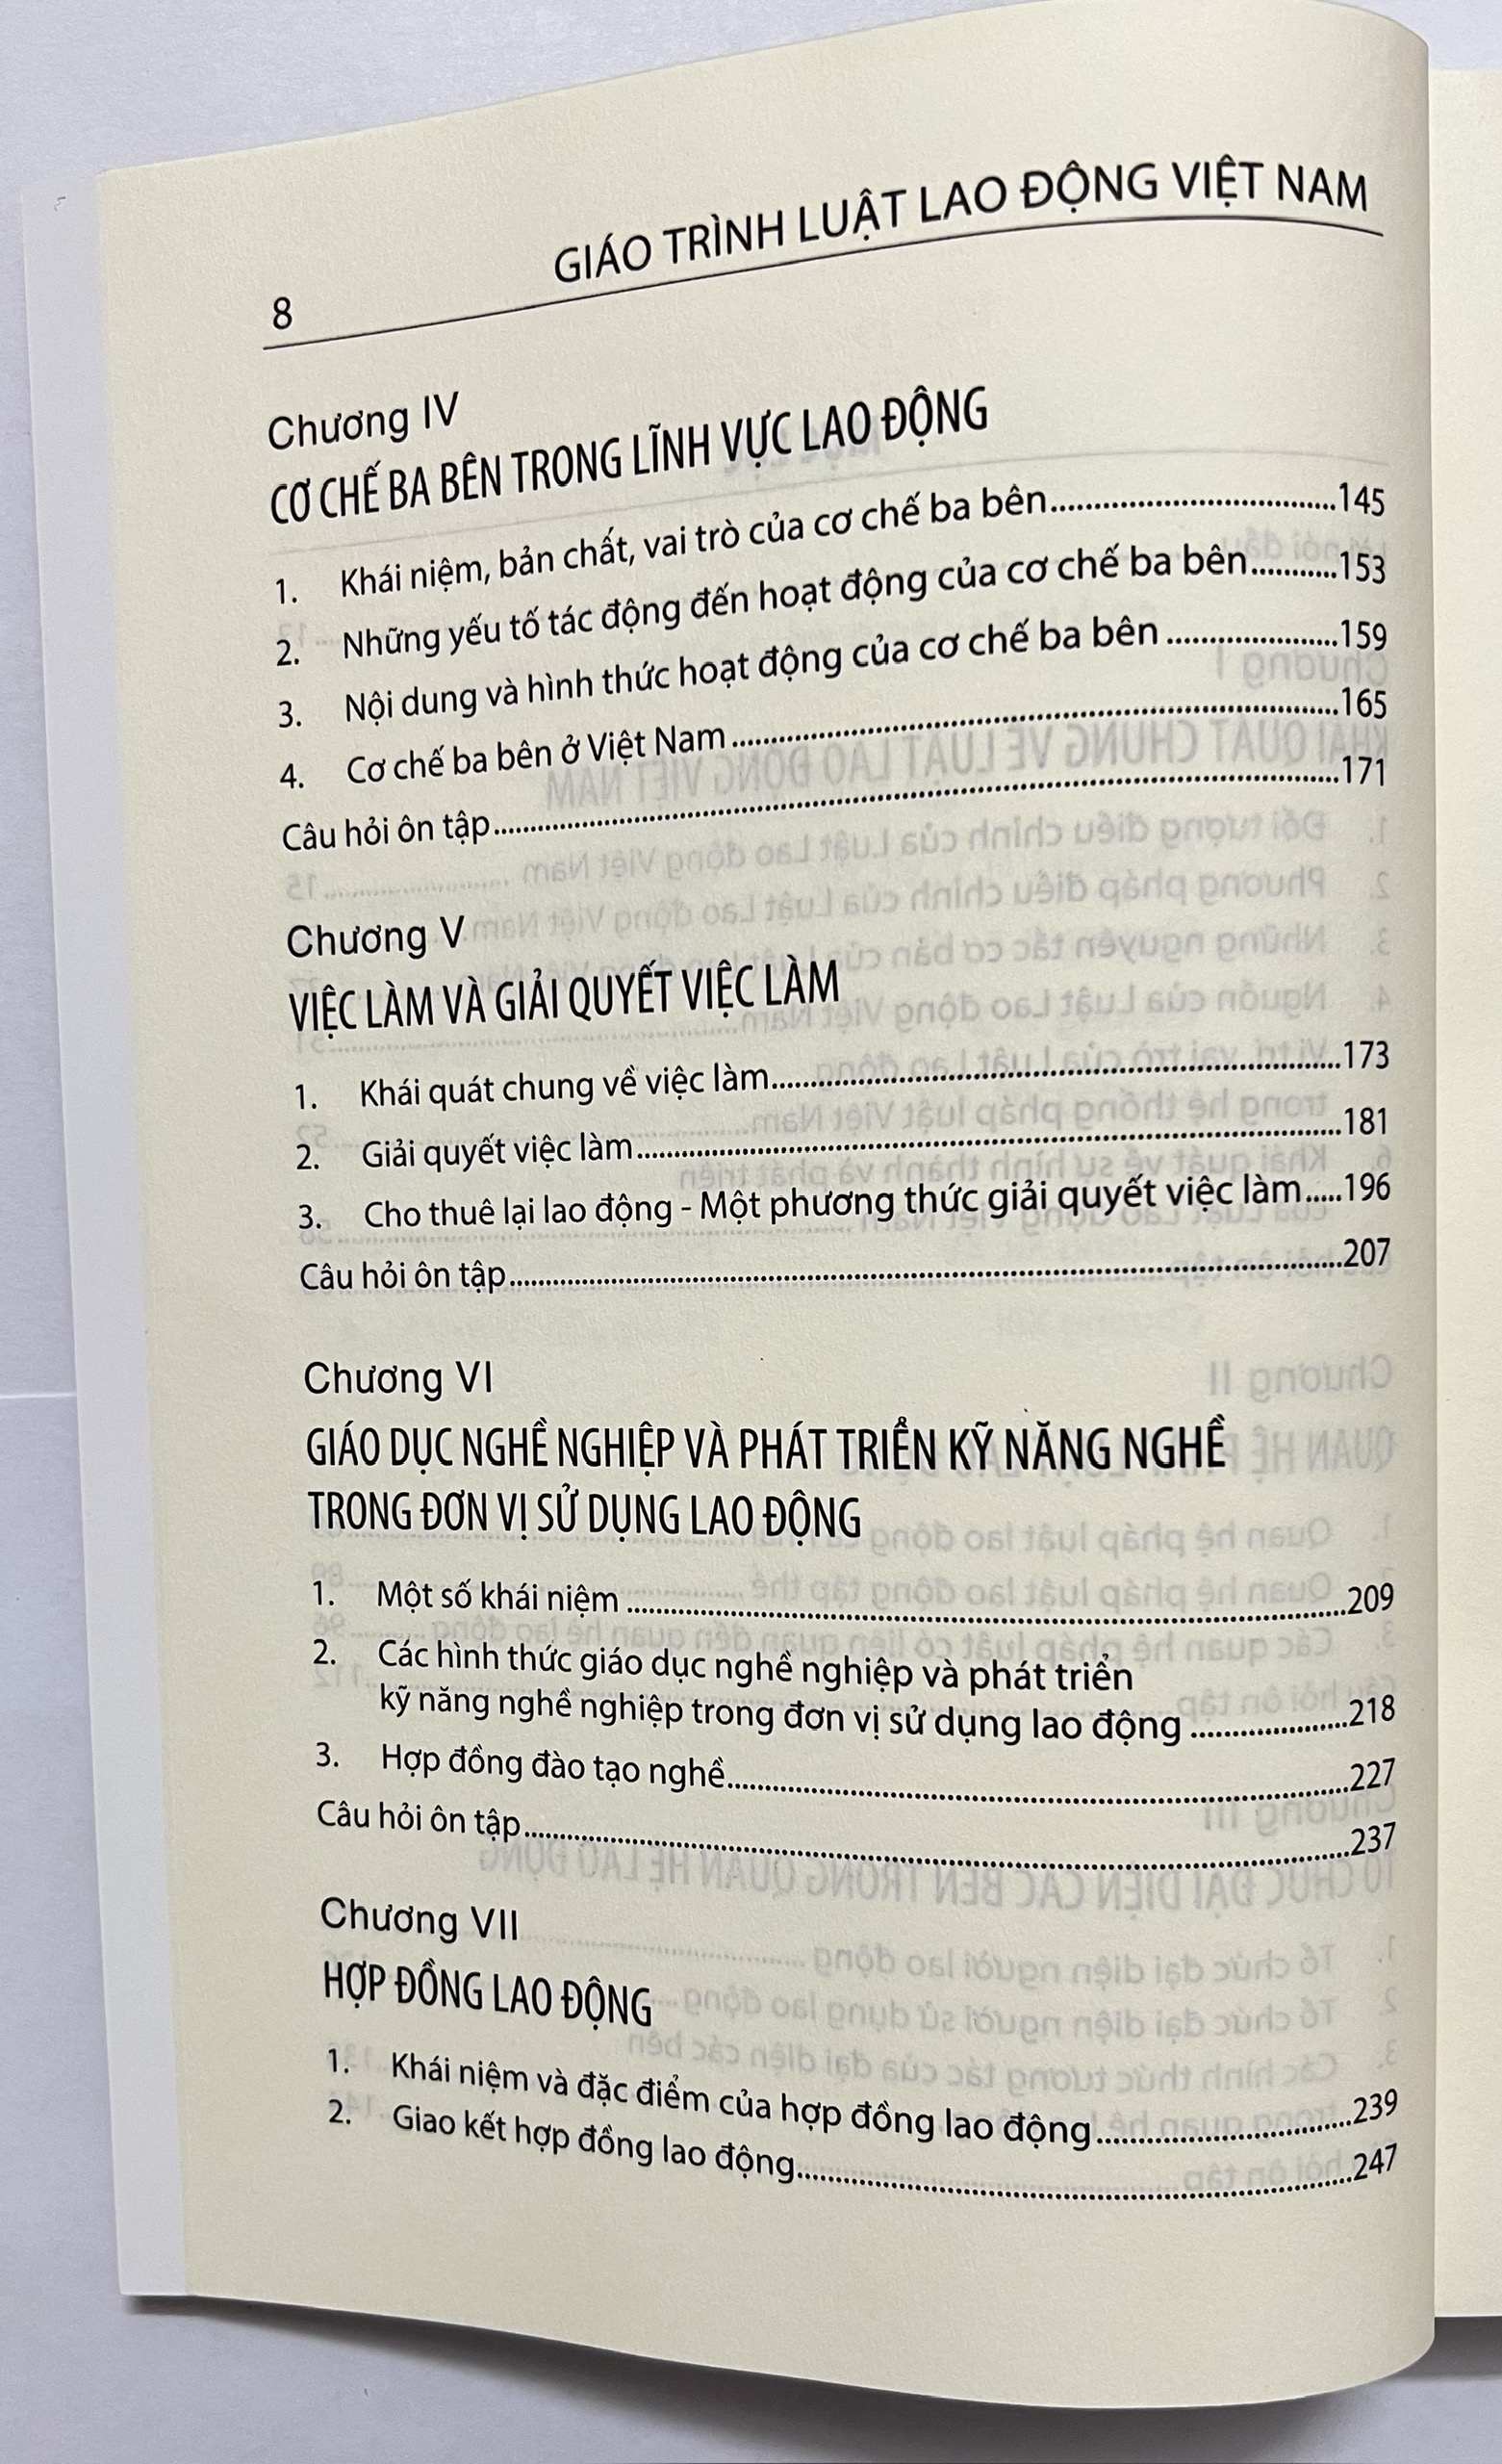 8
GIÁO TRÌNH LUẬT LAO ĐỘNG VIỆT NAM
Chương IV
CƠ CHẾ BA BÊN TRONG LĨNH VỰC LAO ĐỘNG
1. Khái niệm, bản chất, vai trò của cơ chế ba bên.....145
2. Những yếu tố tác động đến hoạt động của cơ chế ba bên.....153
3. Nội dung và hình thức hoạt động của cơ chế ba bên.....159
4. Cơ chế ba bên ở Việt Nam.....165
Câu hỏi ôn tập.....171
Chương V
VIỆC LÀM VÀ GIẢI QUYẾT VIỆC LÀM
1. Khái quát chung về việc làm.....173
2. Giải quyết việc làm.....181
3. Cho thuê lại lao động - Một phương thức giải quyết việc làm.....196
Câu hỏi ôn tập.....207
Chương VI
GIÁO DỤC NGHỀ NGHIỆP VÀ PHÁT TRIỂN KỸ NĂNG NGHỀ
TRONG ĐƠN VỊ SỬ DỤNG LAO ĐỘNG
1. Một số khái niệm.....209
2. Các hình thức giáo dục nghề nghiệp và phát triển
kỹ năng nghề nghiệp trong đơn vị sử dụng lao động.....218
3. Hợp đồng đào tạo nghề.....227
Câu hỏi ôn tập.....237
Chương VII
HỢP ĐỒNG LAO ĐỘNG
1. Khái niệm và đặc điểm của hợp đồng lao động.....239
2. Giao kết hợp đồng lao động.....247